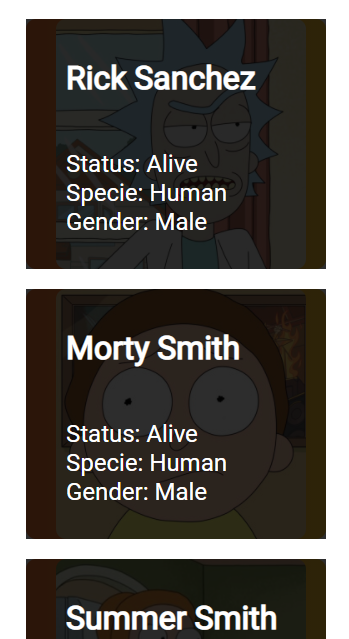 Rick Sanchez
Status: Alive
Specie: Human
Gender: Male
Morty Smith
Status: Alive
Specie: Human
Gender: Male
Summer Smith